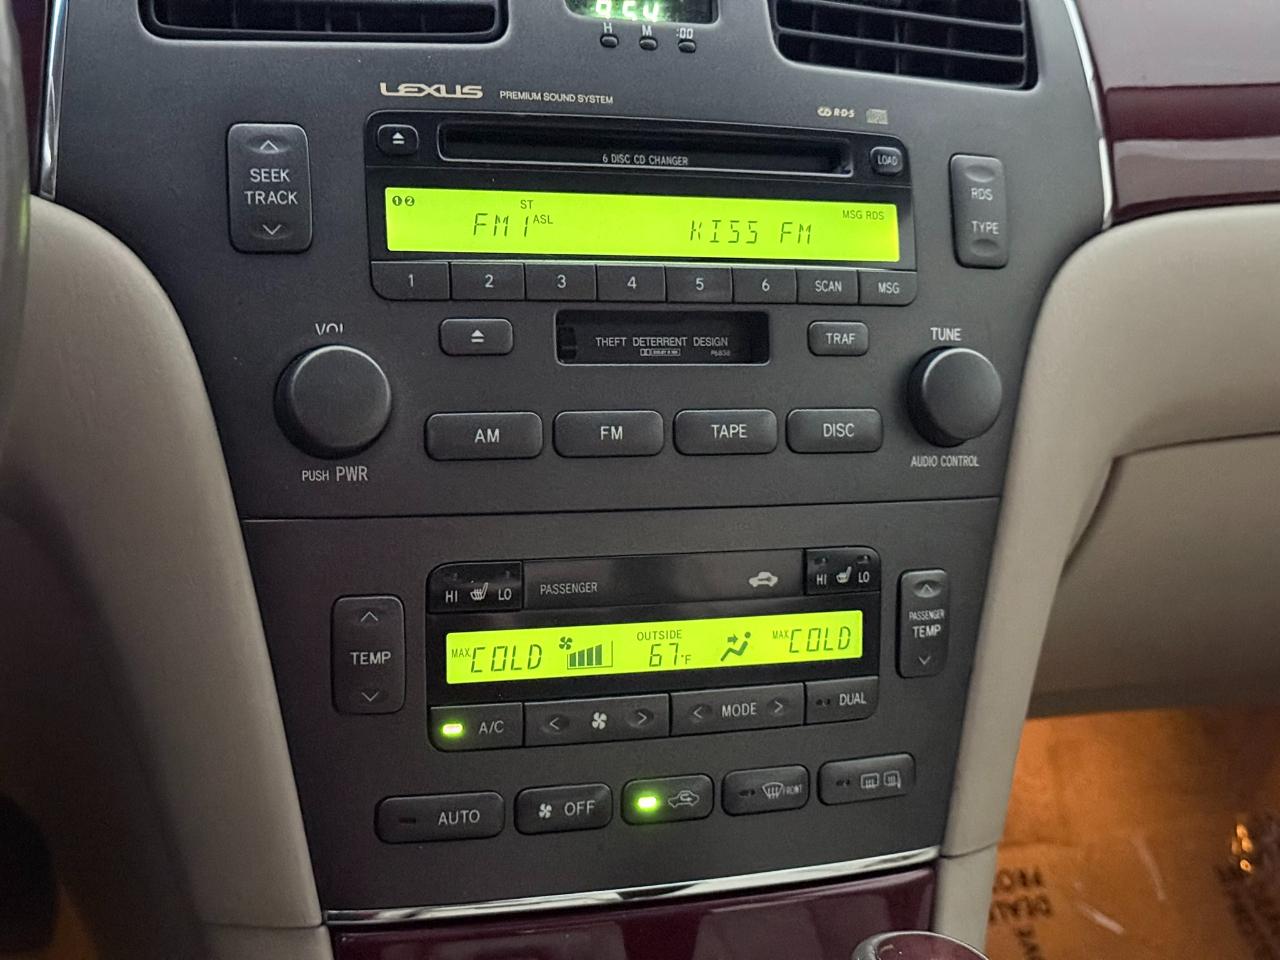 H M :00
LEXUS PREMIUM SOUND SYSTEM
R·D·S
6 DISC CD CHANGER
LOAD
SEEK
TRACK
RDS
TYPE
1 2 ST MSG RDS
FM1 ASL KISS FM
1 2 3 4 5 6 SCAN MSG
VOL
THEFT DETERRENT DESIGN
TRAF
TUNE
AM FM TAPE DISC
PUSH PWR
AUDIO CONTROL
HI LO PASSENGER HI LO
TEMP
PASSENGER
TEMP
OUTSIDE
MAX COLD 67°F MAX COLD
A/C MODE DUAL
AUTO OFF FRONT